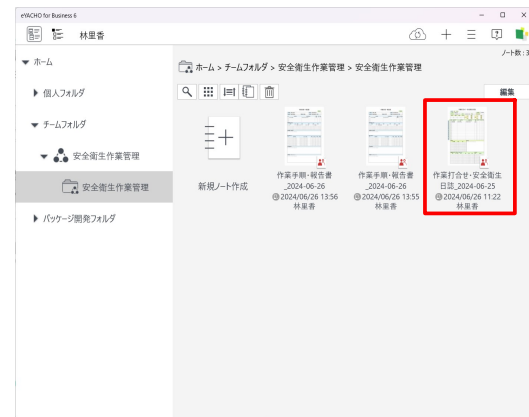 eYACHO for Business 6
林里香
ノート数 : 3
ホーム
ホーム > チームフォルダ > 安全衛生作業管理 > 安全衛生作業管理
個人フォルダ
編集
チームフォルダ
安全衛生作業管理
安全衛生作業管理
パッケージ開発フォルダ
新規ノート作成
作業手順・報告書
_2024-06-26
2024/06/26 13:56
林里香
作業手順・報告書
_2024-06-26
2024/06/26 13:55
林里香
作業打合せ・安全衛生
日誌_2024-06-25
2024/06/26 11:22
林里香